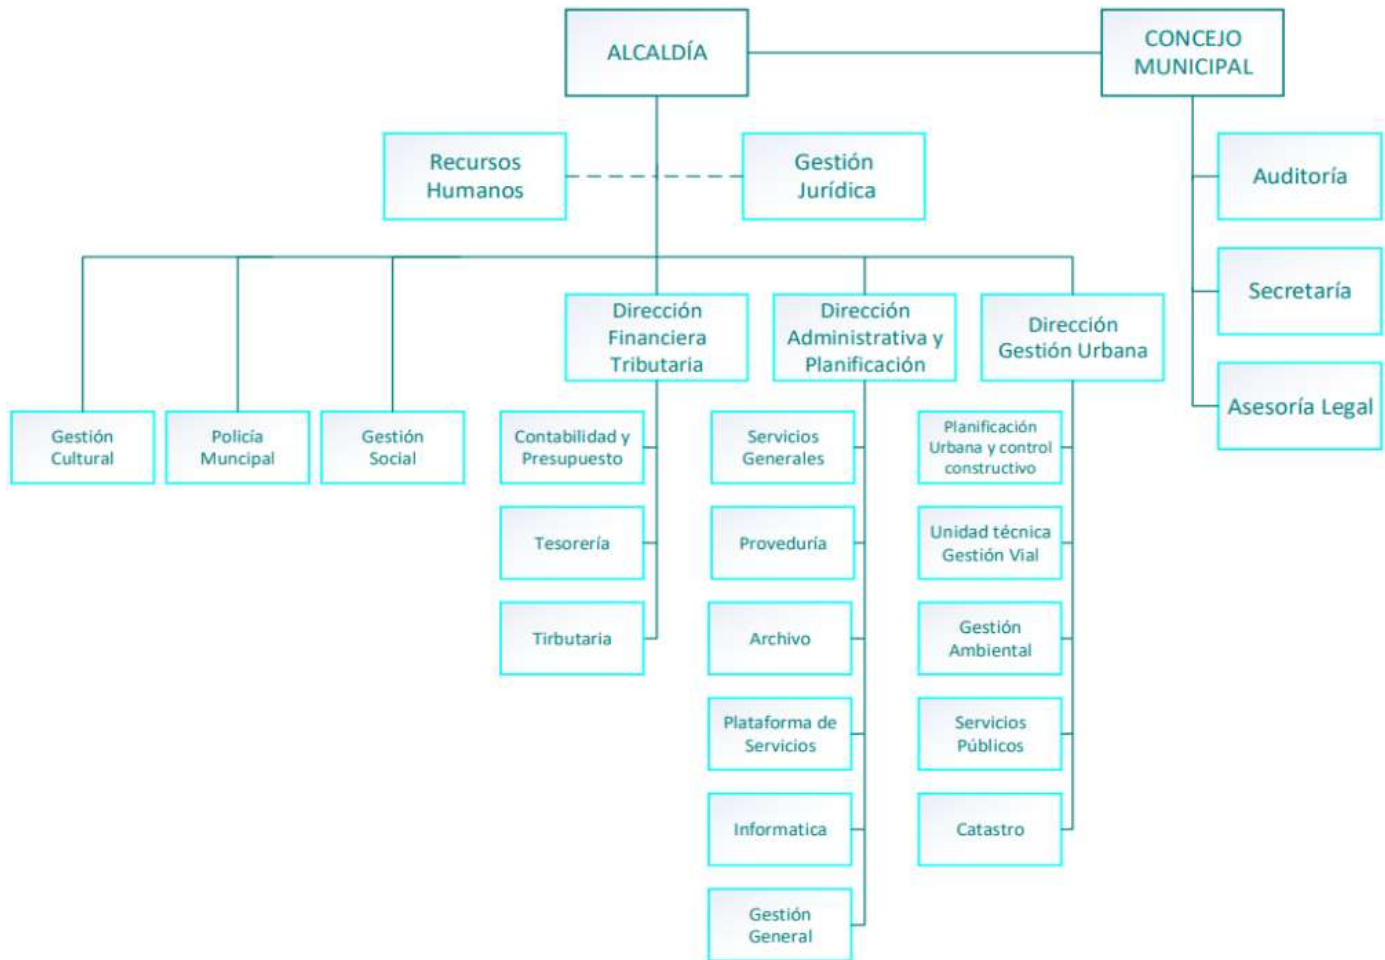 ALCALDÍA
CONCEJO
MUNICIPAL
Recursos
Humanos
Gestión
Jurídica
Auditoría
Secretaría
Asesoría Legal
Dirección
Financiera
Tributaria
Dirección
Administrativa y
Planificación
Dirección
Gestión Urbana
Gestión
Cultural
Policía
Muncipal
Gestión
Social
Contabilidad y
Presupuesto
Tesorería
Tirbutaria
Servicios
Generales
Proveduría
Archivo
Plataforma de
Servicios
Informatica
Gestión
General
Planificación
Urbana y control
constructivo
Unidad técnica
Gestión Vial
Gestión
Ambiental
Servicios
Públicos
Catastro